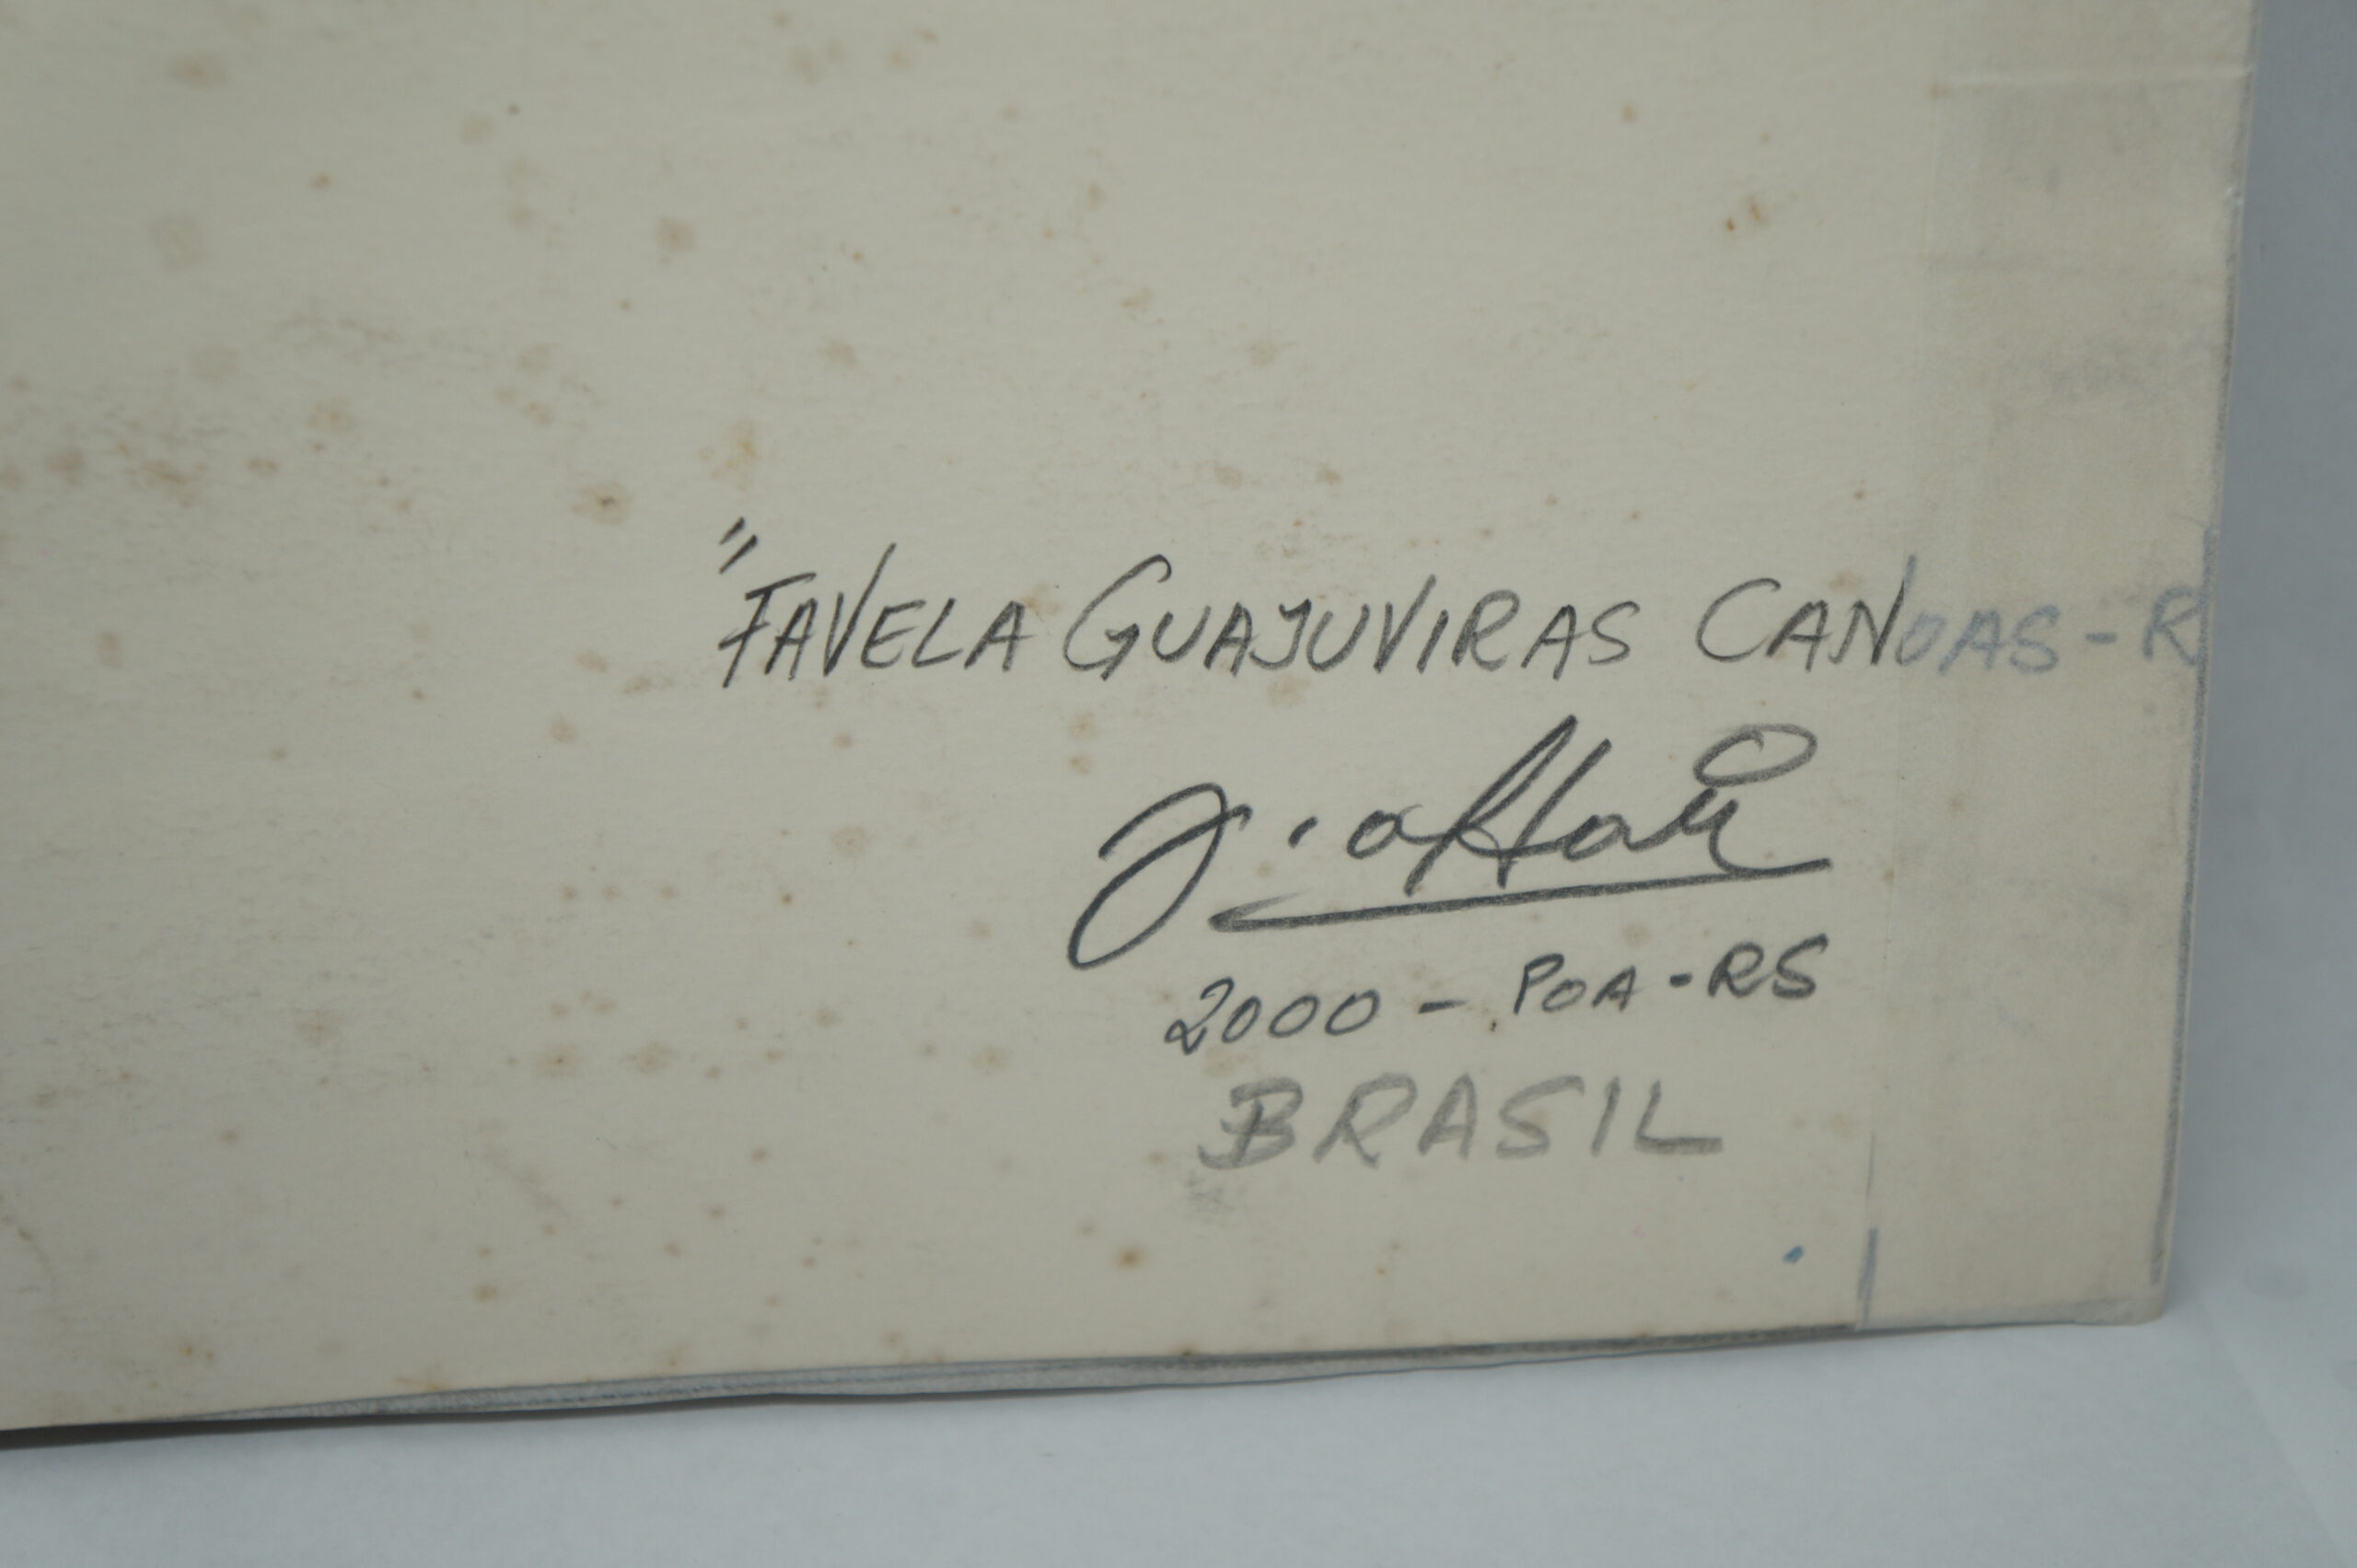 "FAVELA GUAJUVIRAS CANOAS-R
2000 - POA-RS
BRASIL